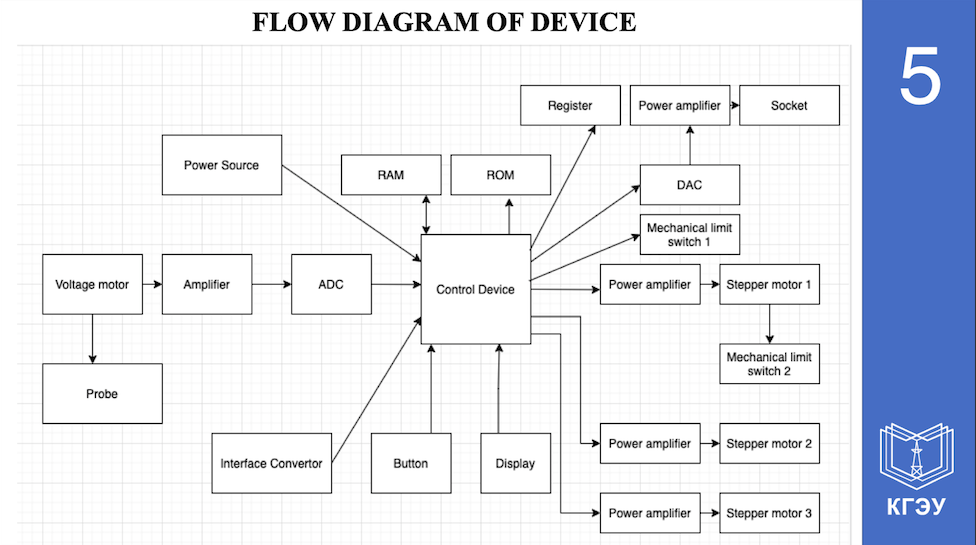 FLOW DIAGRAM OF DEVICE
5
Register
Power amplifier
Socket
Power Source
RAM
ROM
DAC
Mechanical limit
switch 1
Voltage motor
Amplifier
ADC
Control Device
Power amplifier
Stepper motor 1
Mechanical limit
switch 2
Probe
Interface Convertor
Button
Display
Power amplifier
Stepper motor 2
Power amplifier
Stepper motor 3
КГЭУ